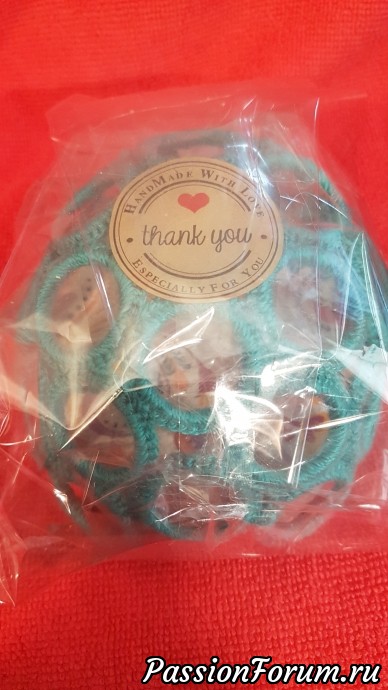 HANDMADE WITH LOVE
thank you
ESPECIALLY FOR YOU
PassionForum.ru